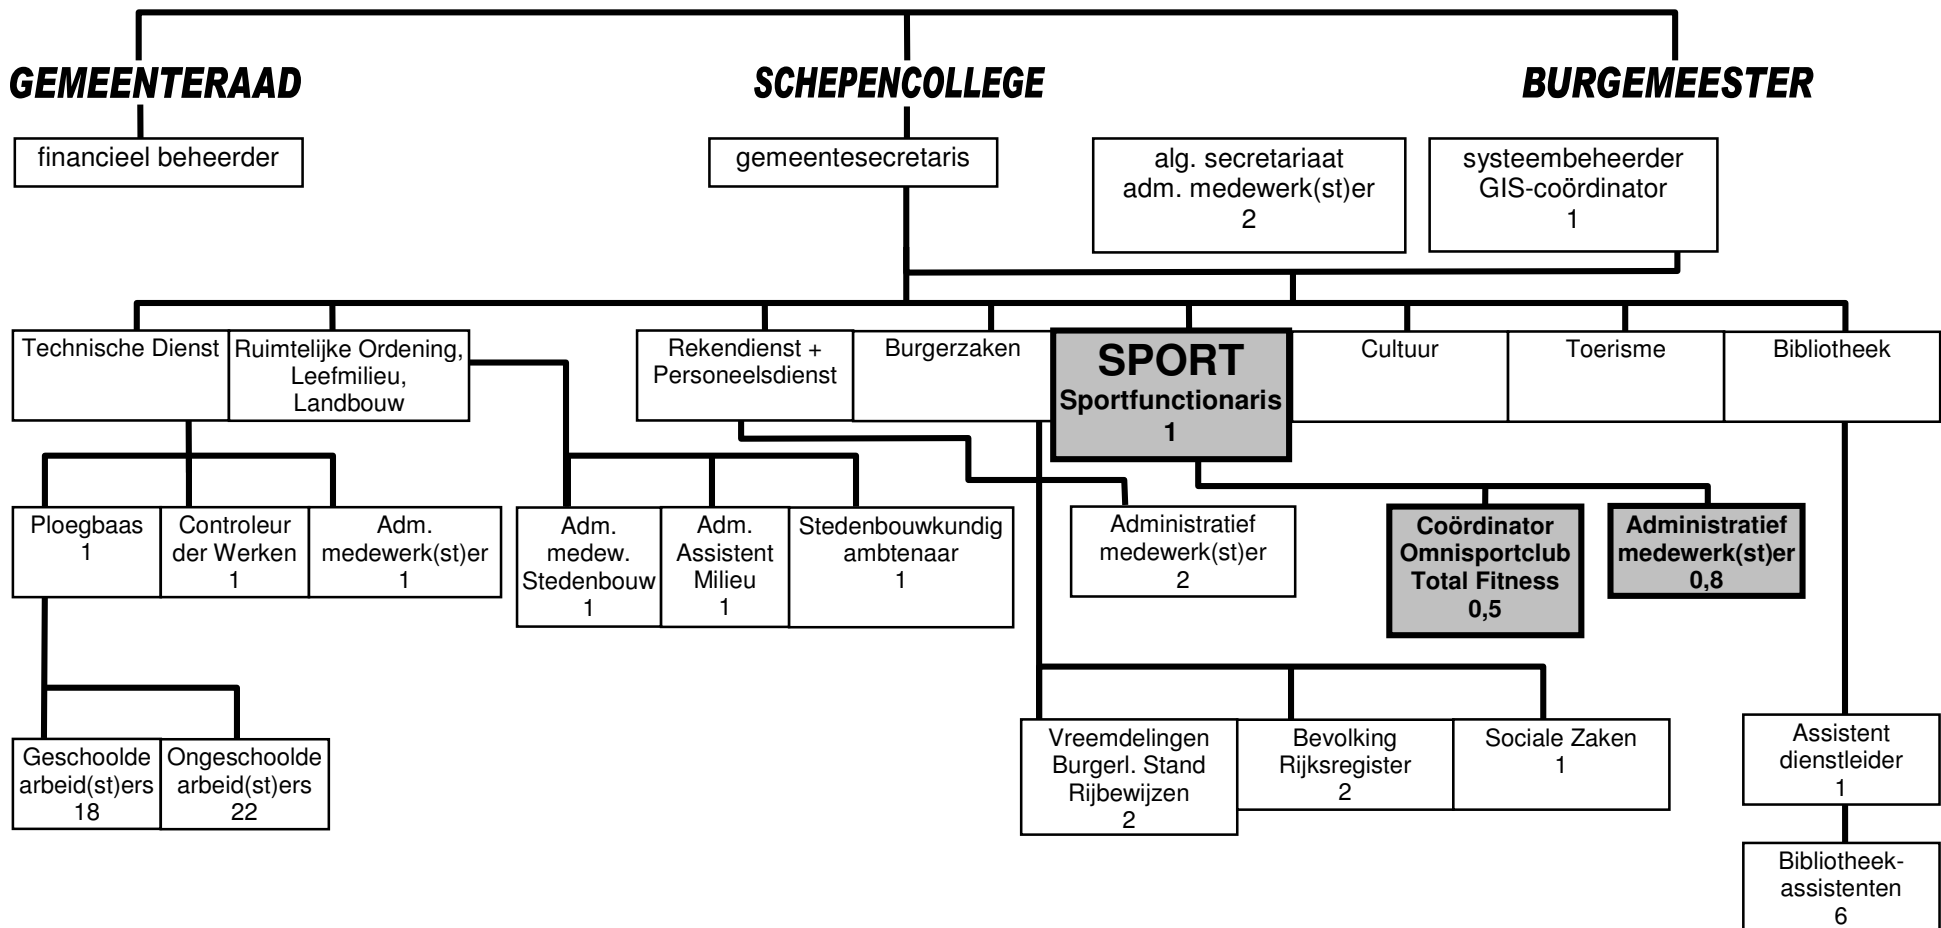 GEMEENTERAAD
SCHEPENCOLLEGE
BURGEMEESTER
financieel beheerder
gemeentesecretaris
alg. secretariaat
adm. medewerk(st)er
2
systeembeheerder
GIS-coördinator
1
Technische Dienst
Ruimtelijke Ordening,
Leefmilieu,
Landbouw
Rekendienst +
Personeelsdienst
Burgerzaken
SPORT
Sportfunctionaris
1
Cultuur
Toerisme
Bibliotheek
Ploegbaas
1
Controleur
der Werken
1
Adm.
medewerk(st)er
1
Adm.
medew.
Stedenbouw
1
Adm.
Assistent
Milieu
1
Stedenbouwkundig
ambtenaar
1
Administratief
medewerk(st)er
2
Coördinator
Omnisportclub
Total Fitness
0,5
Administratief
medewerk(st)er
0,8
Geschoolde
arbeid(st)ers
18
Ongeschoolde
arbeid(st)ers
22
Vreemdelingen
Burgerl. Stand
Rijbewijzen
2
Bevolking
Rijksregister
2
Sociale Zaken
1
Assistent
dienstleider
1
Bibliotheek-
assistenten
6